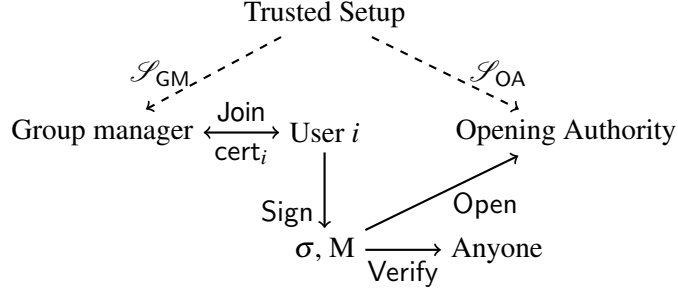 Trusted Setup
𝒮GM 𝒮OA
Group manager Join User i Opening Authority
certᵢ
Sign Open
σ, M Anyone
Verify